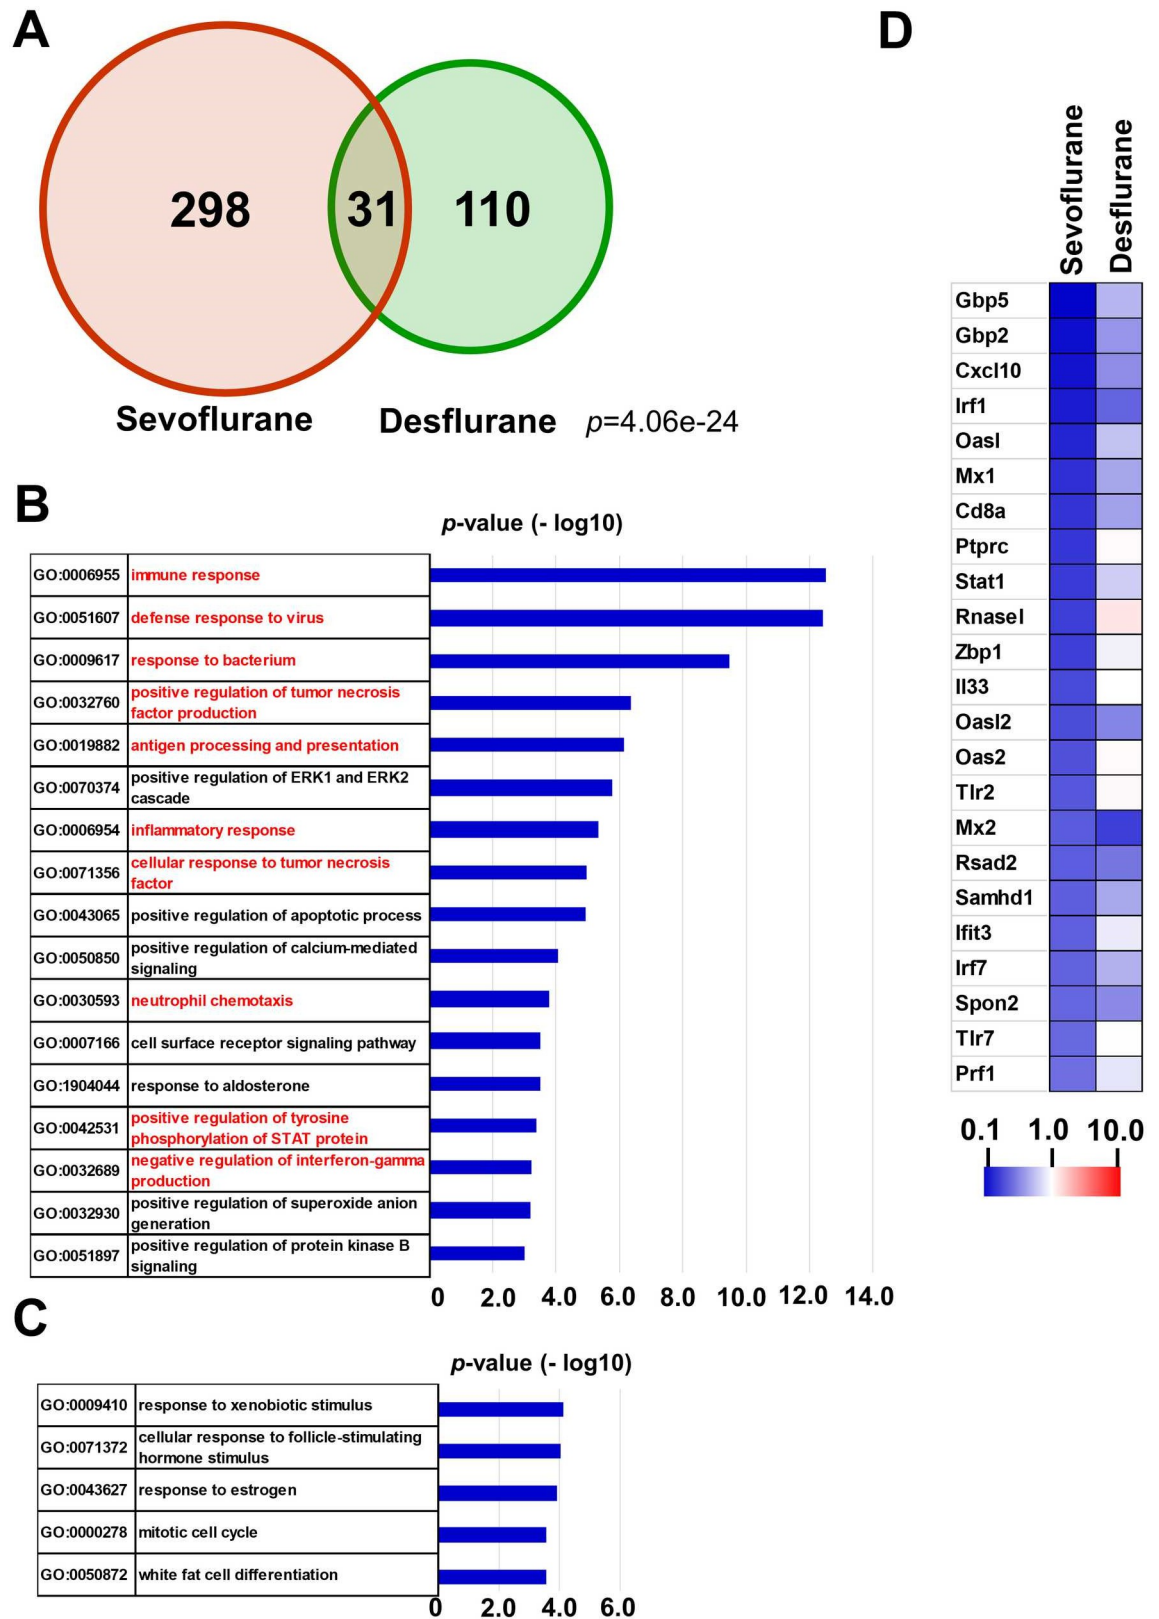 A
298
31
110
Sevoflurane
Desflurane
p=4.06e-24
B
p-value (- log10)
GO:0006955 immune response
GO:0051607 defense response to virus
GO:0009617 response to bacterium
GO:0032760 positive regulation of tumor necrosis
factor production
GO:0019882 antigen processing and presentation
GO:0070374 positive regulation of ERK1 and ERK2
cascade
GO:0006954 inflammatory response
GO:0071356 cellular response to tumor necrosis
factor
GO:0043065 positive regulation of apoptotic process
GO:0050850 positive regulation of calcium-mediated
signaling
GO:0030593 neutrophil chemotaxis
GO:0007166 cell surface receptor signaling pathway
GO:1904044 response to aldosterone
GO:0042531 positive regulation of tyrosine
phosphorylation of STAT protein
GO:0032689 negative regulation of interferon-gamma
production
GO:0032930 positive regulation of superoxide anion
generation
GO:0051897 positive regulation of protein kinase B
signaling
0 2.0 4.0 6.0 8.0 10.0 12.0 14.0
C
p-value (- log10)
GO:0009410 response to xenobiotic stimulus
GO:0071372 cellular response to follicle-stimulating
hormone stimulus
GO:0043627 response to estrogen
GO:0000278 mitotic cell cycle
GO:0050872 white fat cell differentiation
0 2.0 4.0 6.0
D
Sevoflurane
Desflurane
Gbp5
Gbp2
Cxcl10
Irf1
Oasl
Mx1
Cd8a
Ptprc
Stat1
Rnasel
Zbp1
Il33
Oasl2
Oas2
Tlr2
Mx2
Rsad2
Samhd1
Ifit3
Irf7
Spon2
Tlr7
Prf1
0.1 1.0 10.0